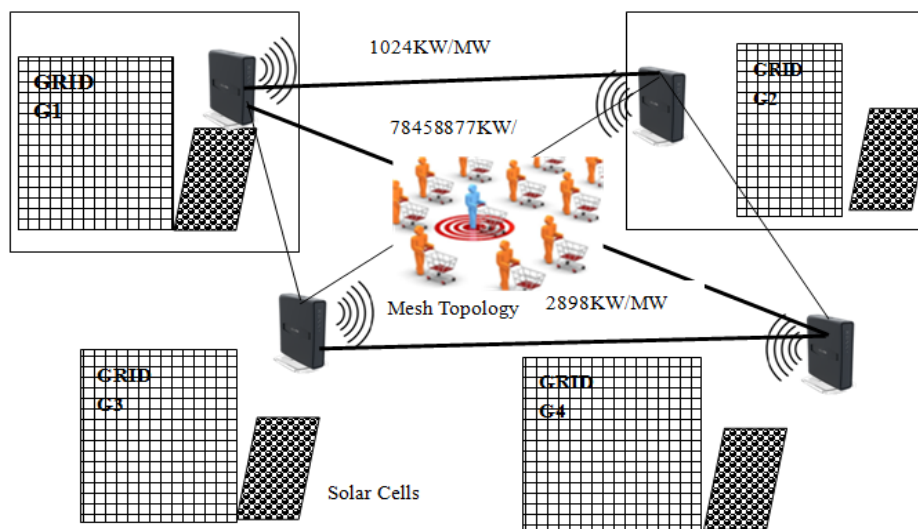 1024KW/MW
GRID
G1
GRID
G2
78458877KW/
Mesh Topology
2898KW/MW
GRID
G3
GRID
G4
Solar Cells